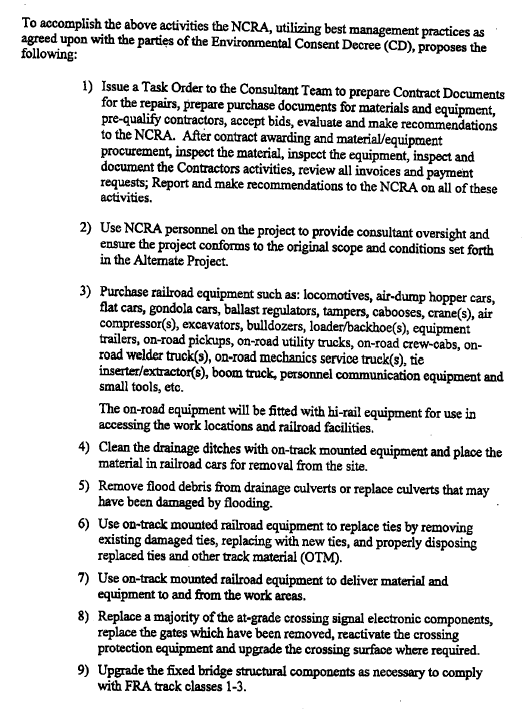 To accomplish the above activities the NCRA, utilizing best management practices as
agreed upon with the parties of the Environmental Consent Decree (CD), proposes the
following:
1) Issue a Task Order to the Consultant Team to prepare Contract Documents
for the repairs, prepare purchase documents for materials and equipment,
pre-qualify contractors, accept bids, evaluate and make recommendations
to the NCRA. After contract awarding and material/equipment
procurement, inspect the material, inspect the equipment, inspect and
document the Contractors activities, review all invoices and payment
requests; Report and make recommendations to the NCRA on all of these
activities.
2) Use NCRA personnel on the project to provide consultant oversight and
ensure the project conforms to the original scope and conditions set forth
in the Alternate Project.
3) Purchase railroad equipment such as: locomotives, air-dump hopper cars,
flat cars, gondola cars, ballast regulators, tampers, cabooses, crane(s), air
compressor(s), excavators, bulldozers, loader/backhoe(s), equipment
trailers, on-road pickups, on-road utility trucks, on-road crew-cabs, on-
road welder truck(s), on-road mechanics service truck(s), tie
inserter/extractor(s), boom truck, personnel communication equipment and
small tools, etc.
The on-road equipment will be fitted with hi-rail equipment for use in
accessing the work locations and railroad facilities.
4) Clean the drainage ditches with on-track mounted equipment and place the
material in railroad cars for removal from the site.
5) Remove flood debris from drainage culverts or replace culverts that may
have been damaged by flooding.
6) Use on-track mounted railroad equipment to replace ties by removing
existing damaged ties, replacing with new ties, and properly disposing
replaced ties and other track material (OTM).
7) Use on-track mounted railroad equipment to deliver material and
equipment to and from the work areas.
8) Replace a majority of the at-grade crossing signal electronic components,
replace the gates which have been removed, reactivate the crossing
protection equipment and upgrade the crossing surface where required.
9) Upgrade the fixed bridge structural components as necessary to comply
with FRA track classes 1-3.